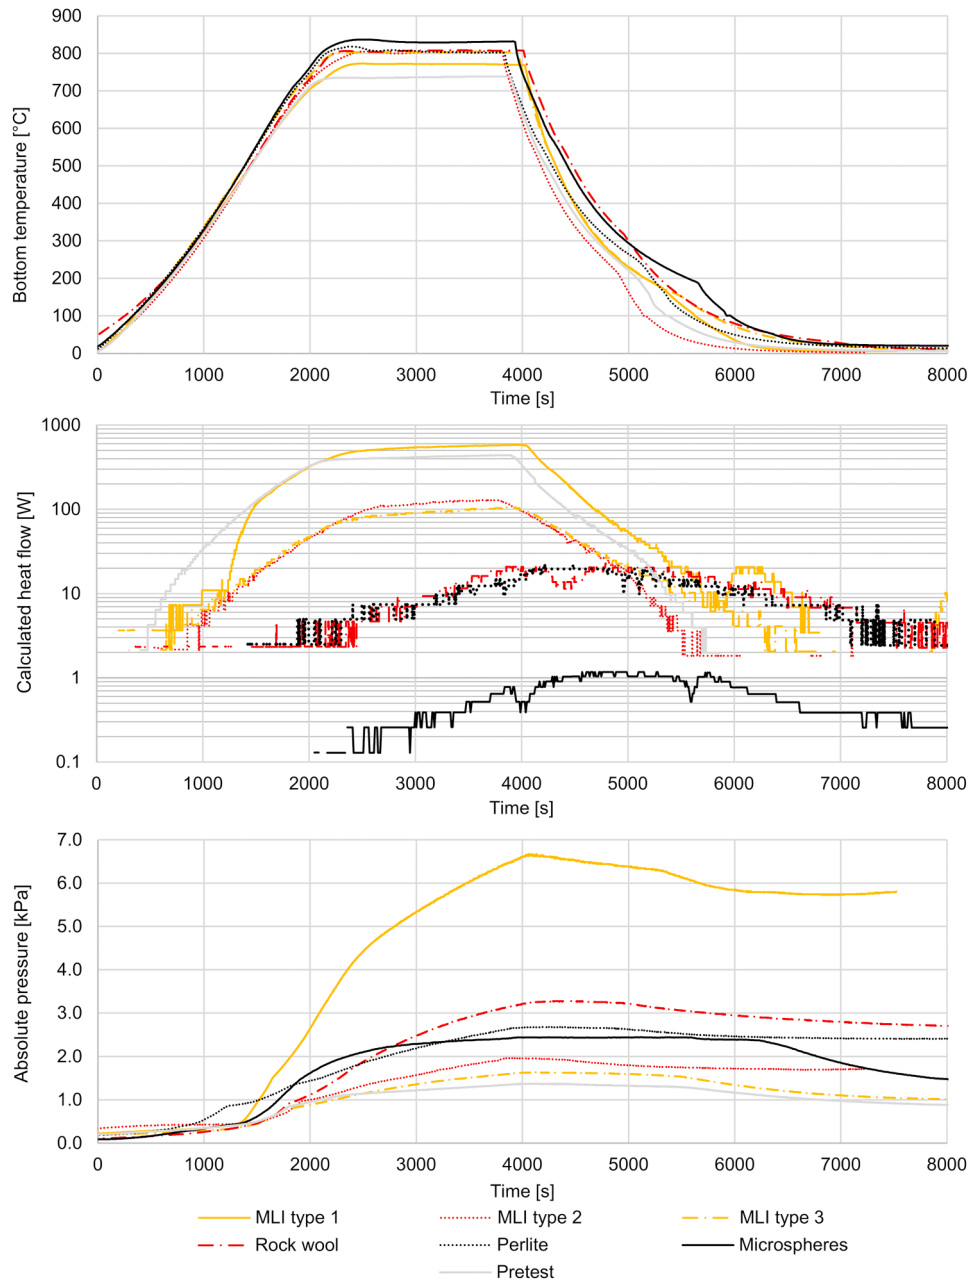 900
800
700
600
500
400
300
200
100
0
Bottom temperature [°C]
0 1000 2000 3000 4000 5000 6000 7000 8000
Time [s]
1000
100
10
1
0.1
Calculated heat flow [W]
0 1000 2000 3000 4000 5000 6000 7000 8000
Time [s]
7.0
6.0
5.0
4.0
3.0
2.0
1.0
0.0
Absolute pressure [kPa]
0 1000 2000 3000 4000 5000 6000 7000 8000
Time [s]
MLI type 1 MLI type 2 MLI type 3
Rock wool Perlite Microspheres
Pretest